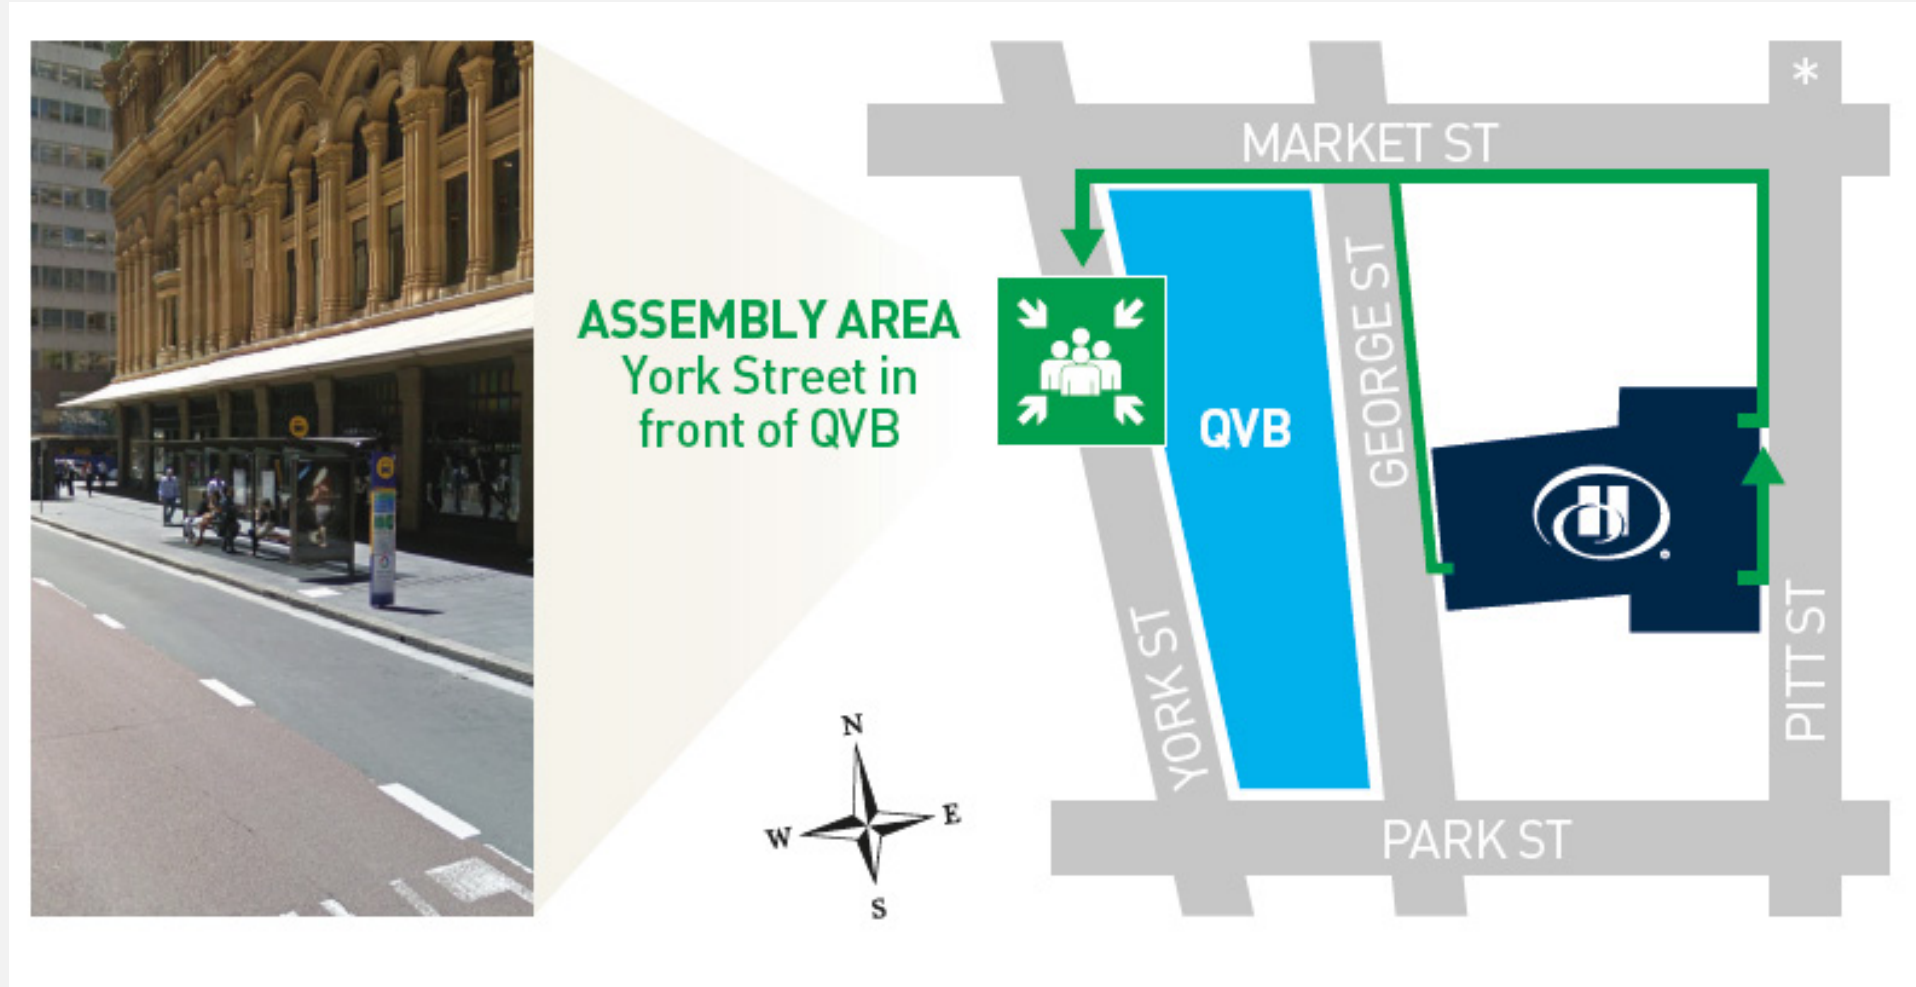 ASSEMBLY AREA
York Street in
front of QVB
MARKET ST
*
GEORGE ST
QVB
H
YORK ST
PITT ST
PARK ST
N
W
E
S